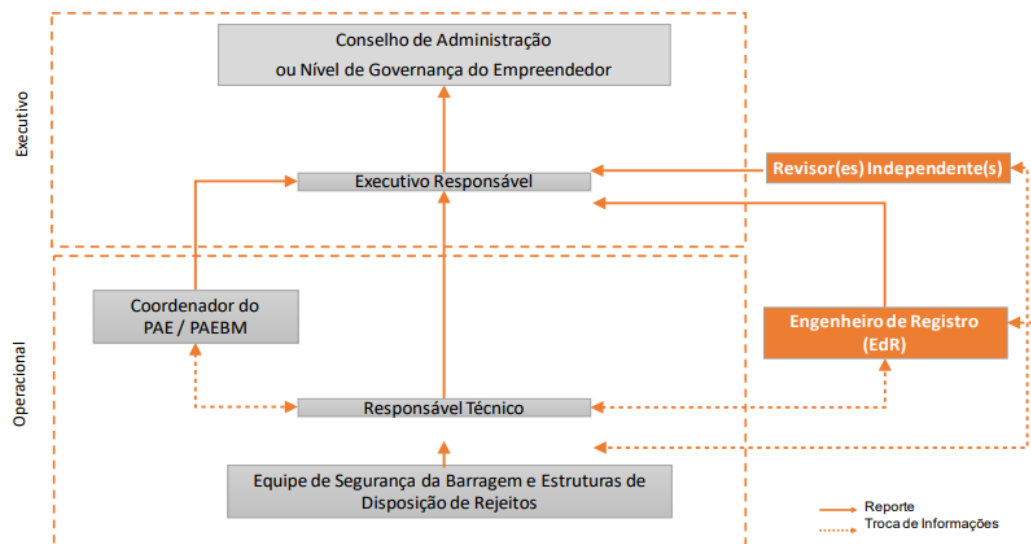 Conselho de Administração
ou Nível de Governança do Empreendedor
Executivo
Executivo Responsável
Revisor(es) Independente(s)
Coordenador do
PAE / PAEBM
Engenheiro de Registro
(EdR)
Operacional
Responsável Técnico
Equipe de Segurança da Barragem e Estruturas de
Disposição de Rejeitos
Reporte
Troca de Informações